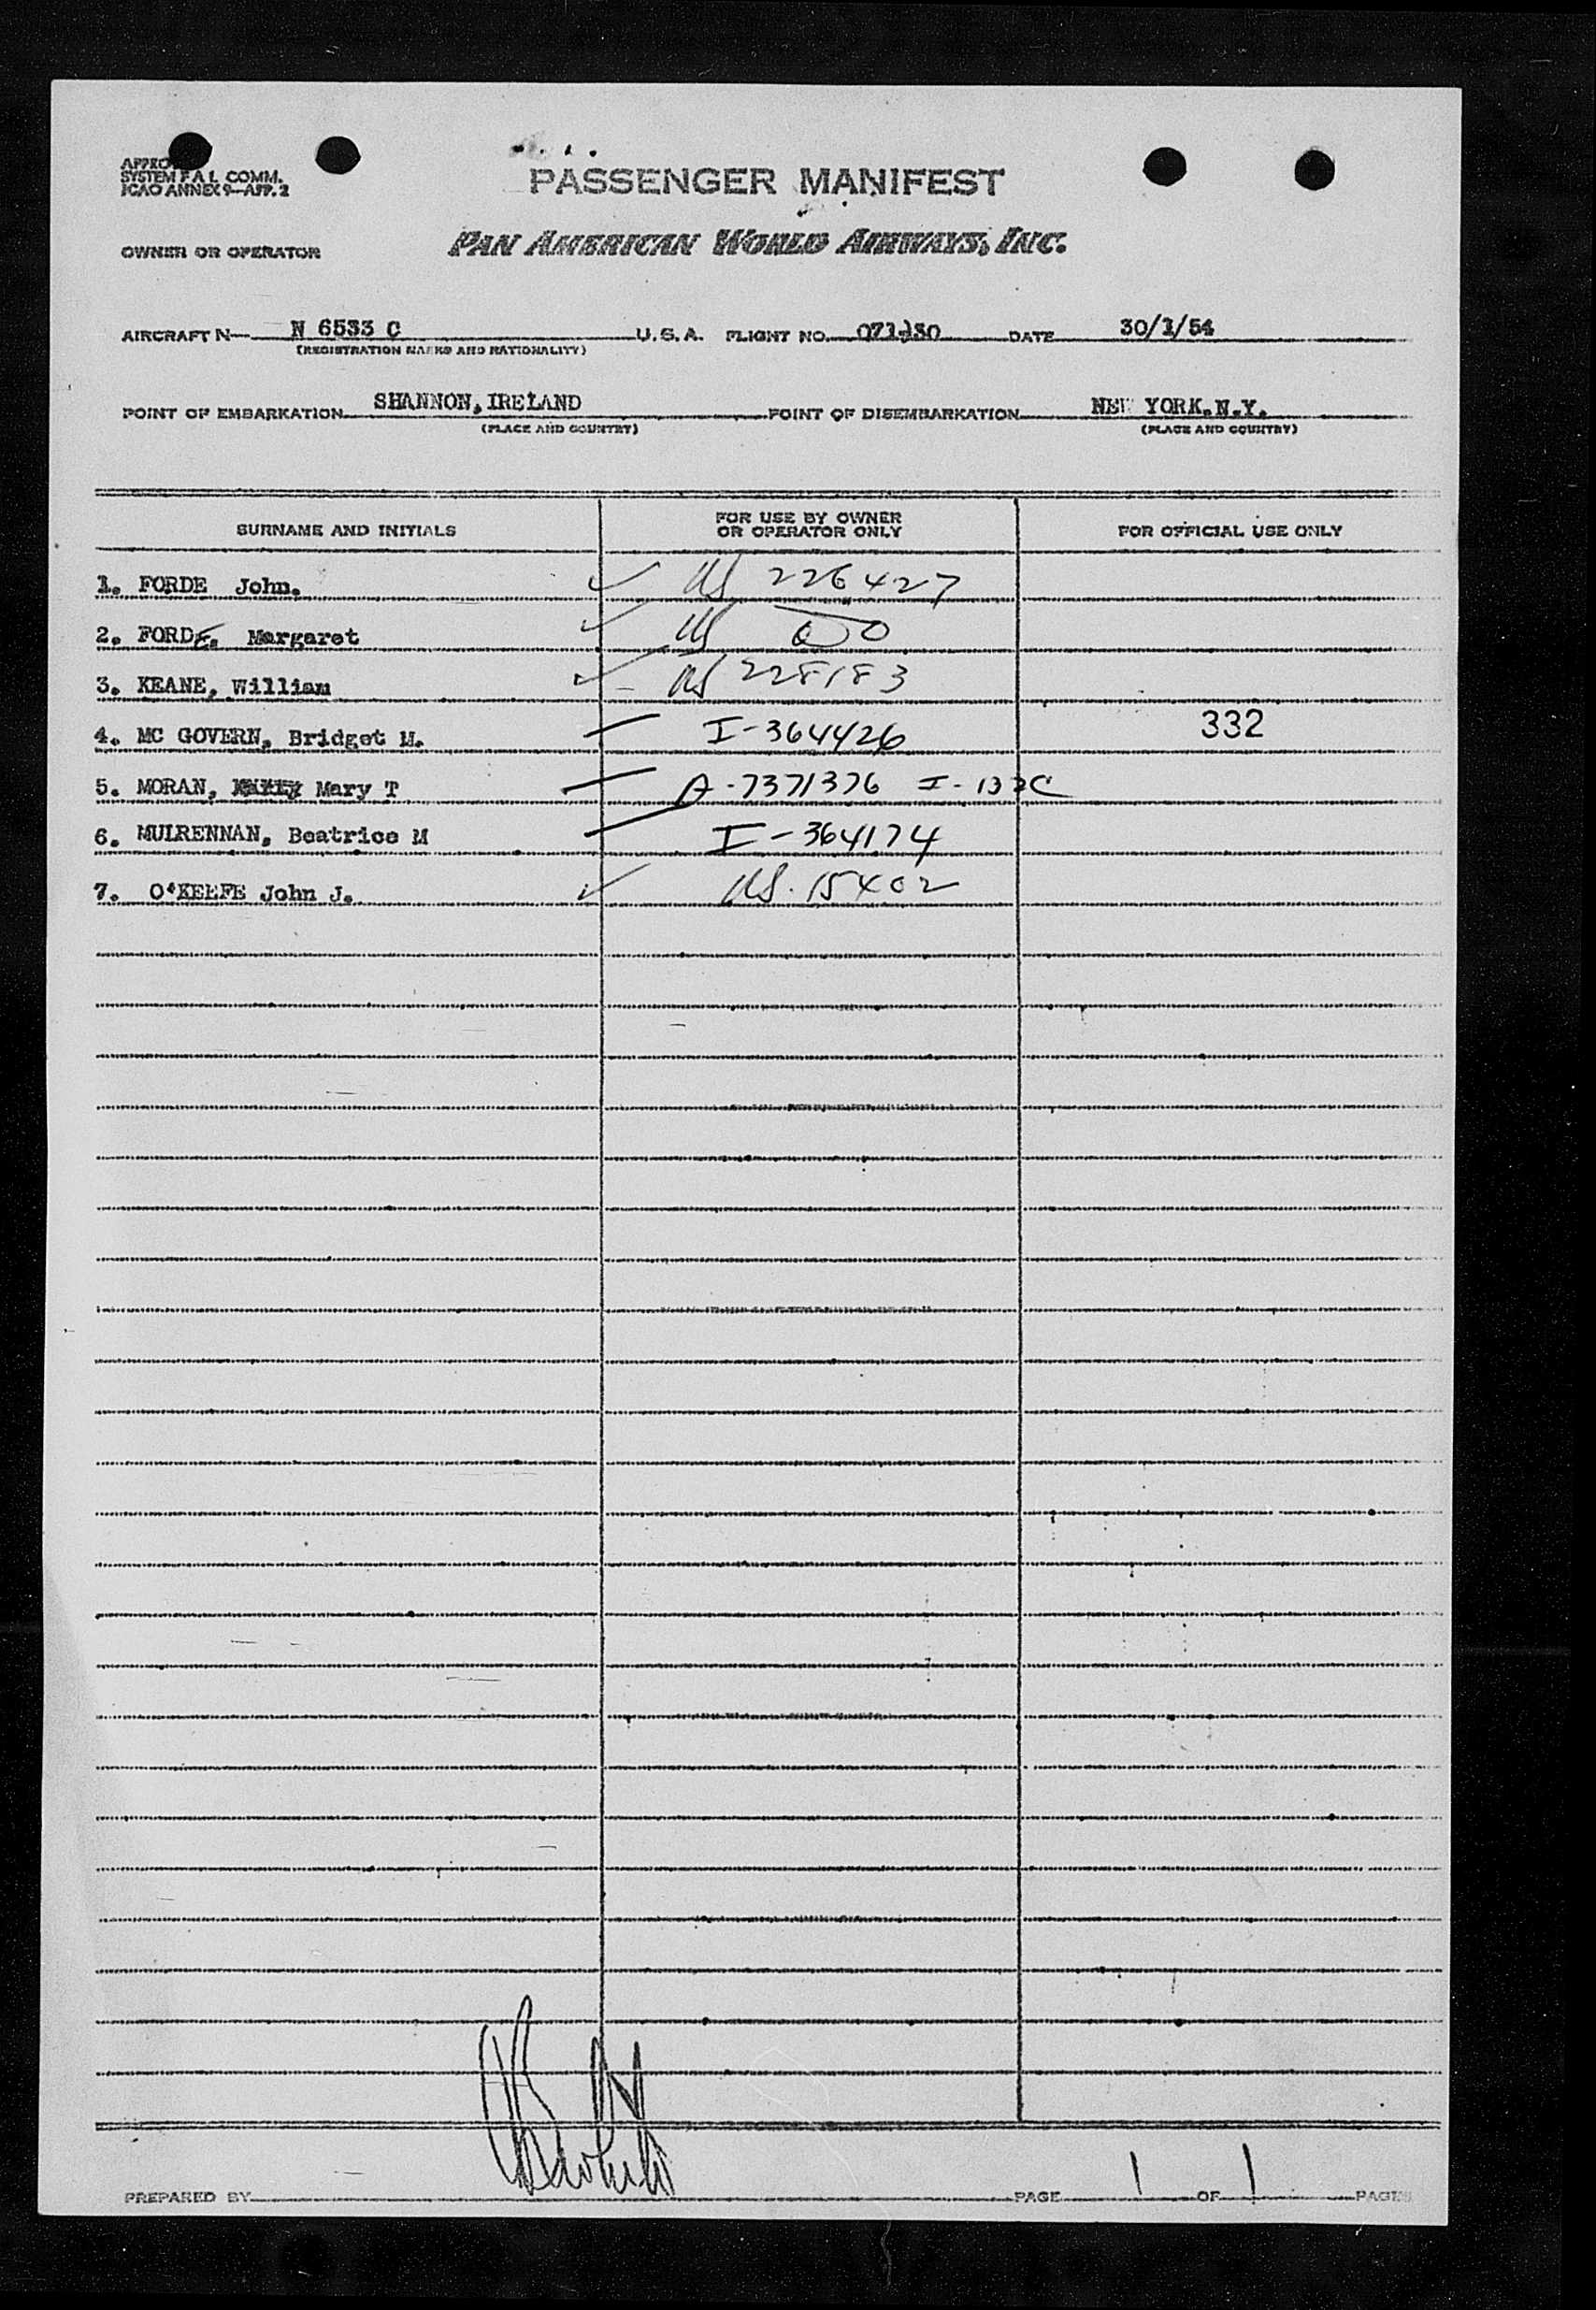 SYSTEM F.A.L. COMM.
ICAO ANNEX 9—APP. 2
PASSENGER MANIFEST
OWNER OR OPERATOR PAN AMERICAN WORLD AIRWAYS, INC.
AIRCRAFT N— N 6533 C U.S.A. FLIGHT NO. 071/30 DATE 30/1/54
(REGISTRATION MARKS AND NATIONALITY)
POINT OF EMBARKATION SHANNON, IRELAND POINT OF DISEMBARKATION NEW YORK.N.Y.
(PLACE AND COUNTRY) (PLACE AND COUNTRY)
SURNAME AND INITIALS FOR USE BY OWNER OR OPERATOR ONLY FOR OFFICIAL USE ONLY
1. FORDE John. ✓ US 226427
2. FORDE. Margaret ✓ US DO
3. KEANE, William ✓ US 228183
4. MC GOVERN, Bridget M. I-364426 332
5. MORAN, Mary T A-7371376 I-133C
6. MULRENNAN, Beatrice M I-364174
7. O'KEEFE John J. ✓ US. 15402
PREPARED BY PAGE 1 OF 1 PAGES